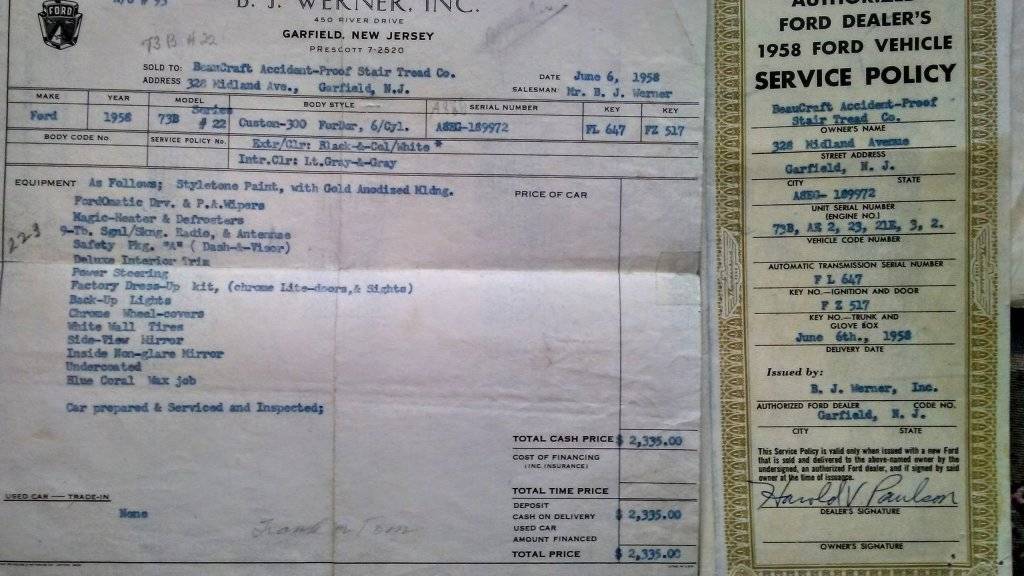 FORD
B. J. WERNER, INC.
450 RIVER DRIVE
GARFIELD, NEW JERSEY
PRESCOTT 7-2520
73 B # 22
SOLD TO: BeauCraft Accident-Proof Stair Tread Co.
ADDRESS 328 Midland Ave., Garfield, N.J.
DATE June 6, 1958
SALESMAN: Mr. B. J. Werner
MAKE YEAR MODEL BODY STYLE SERIAL NUMBER KEY KEY
Ford 1958 73B Series # 22 Custom-300 Fordor, 6/Cyl. A8EG-189972 FL 647 FZ 517
BODY CODE No. SERVICE POLICY No. Extr/Clr: Black-&-Col/White *
Intr.Clr: Lt.Gray-&-Gray
EQUIPMENT As Follows; Styletone Paint, with Gold Anodised Mldng. PRICE OF CAR
FordOmatic Drv. & P.A.Wipers
Magic-Heater & Defrosters
9-Tb. Sgnl/Skng. Radio, & Antennae
223
Safety Pkg. "A" ( Dash-&-Visor)
Deluxe Interior Trim
Power Steering
Factory Dress-Up kit, (chrome Lite-doors,& Sights)
Back-Up Lights
Chrome Wheel-covers
White Wall Tires
Side-View Mirror
Inside Non-glare Mirror
Undercoated
Blue Coral Wax job
Car prepared & Serviced and Inspected;
TOTAL CASH PRICE $ 2,335.00
COST OF FINANCING
(INC. INSURANCE)
TOTAL TIME PRICE
USED CAR — TRADE-IN
None
DEPOSIT
CASH ON DELIVERY $ 2,335.00
USED CAR
AMOUNT FINANCED
TOTAL PRICE $ 2,335.00
AUTHORIZED
FORD DEALER'S
1958 FORD VEHICLE
SERVICE POLICY
BeauCraft Accident-Proof
Stair Tread Co.
OWNER'S NAME
328 Midland Avenue
STREET ADDRESS
Garfield, N. J.
CITY STATE
A8EG- 189972
UNIT SERIAL NUMBER
(ENGINE NO.)
73B, AE 2, 23, 21E, 3, 2.
VEHICLE CODE NUMBER
AUTOMATIC TRANSMISSION SERIAL NUMBER
F L 647
KEY NO.—IGNITION AND DOOR
F Z 517
KEY NO.—TRUNK AND
GLOVE BOX
June 6th., 1958
DELIVERY DATE
Issued by:
B. J. Werner, Inc.
AUTHORIZED FORD DEALER CODE NO.
Garfield, N. J.
CITY STATE
This Service Policy is valid only when issued with a new Ford
that is sold and delivered to the above-named owner by the
undersigned, an authorized Ford dealer, and if signed by said
owner at the time of issuance.
Harold V Paulson
DEALER'S SIGNATURE
OWNER'S SIGNATURE